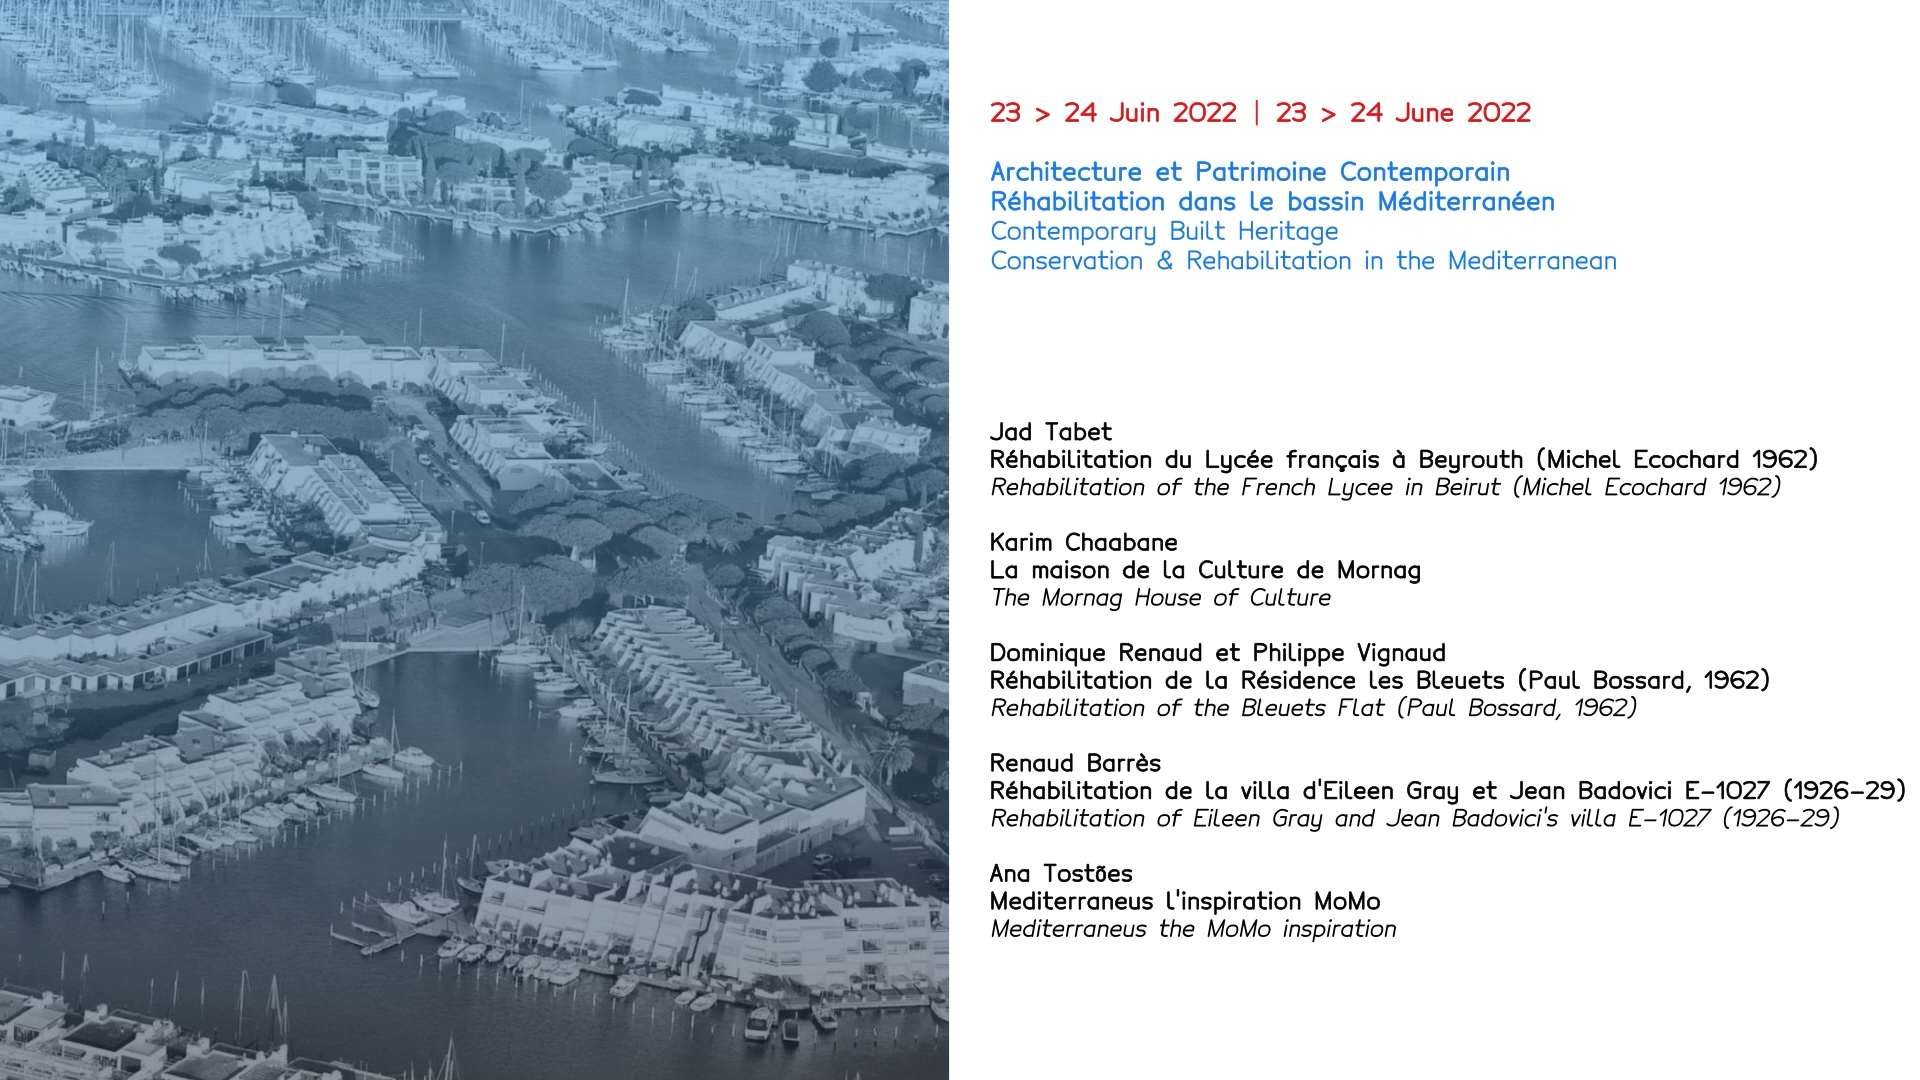 23 > 24 Juin 2022 | 23 > 24 June 2022
Architecture et Patrimoine Contemporain
Réhabilitation dans le bassin Méditerranéen
Contemporary Built Heritage
Conservation & Rehabilitation in the Mediterranean
Jad Tabet
Réhabilitation du Lycée français à Beyrouth (Michel Ecochard 1962)
Rehabilitation of the French Lycee in Beirut (Michel Ecochard 1962)
Karim Chaabane
La maison de la Culture de Mornag
The Mornag House of Culture
Dominique Renaud et Philippe Vignaud
Réhabilitation de la Résidence les Bleuets (Paul Bossard, 1962)
Rehabilitation of the Bleuets Flat (Paul Bossard, 1962)
Renaud Barrès
Réhabilitation de la villa d'Eileen Gray et Jean Badovici E-1027 (1926-29)
Rehabilitation of Eileen Gray and Jean Badovici's villa E-1027 (1926-29)
Ana Tostões
Mediterraneus l'inspiration MoMo
Mediterraneus the MoMo inspiration